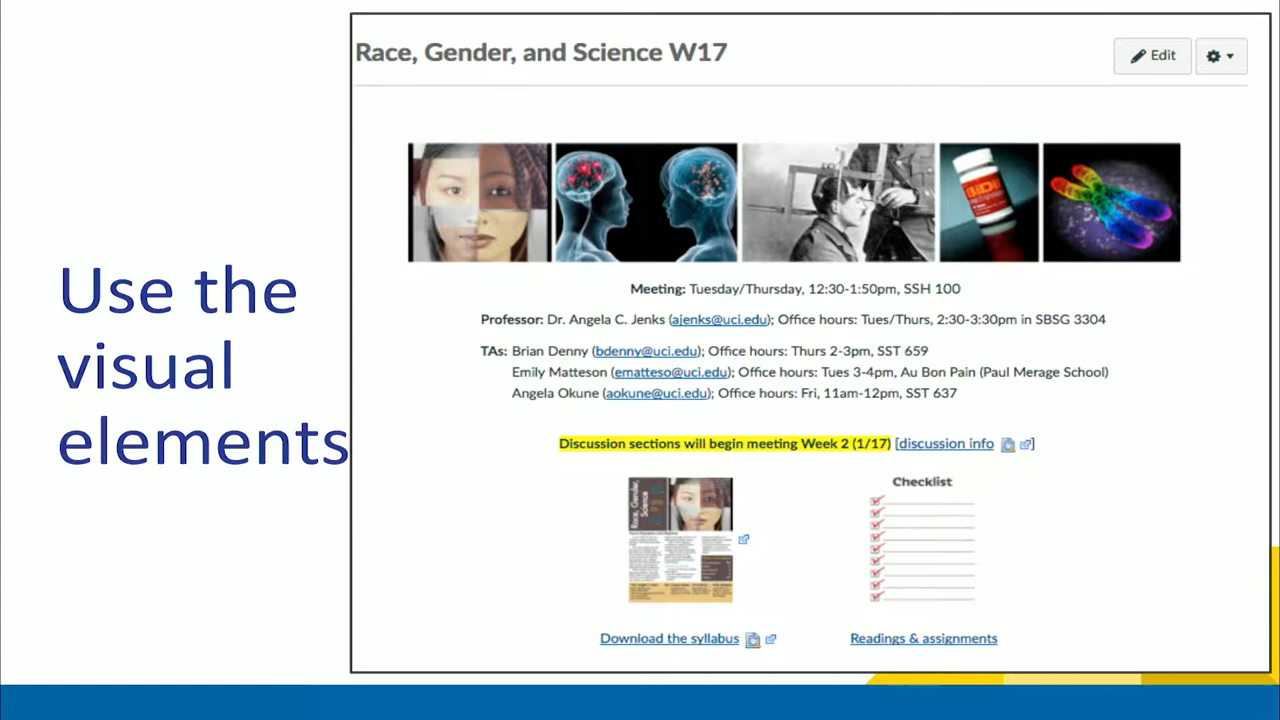 Use the
visual
elements
Race, Gender, and Science W17
Edit
BiDil
Meeting: Tuesday/Thursday, 12:30-1:50pm, SSH 100
Professor: Dr. Angela C. Jenks (ajenks@uci.edu); Office hours: Tues/Thurs, 2:30-3:30pm in SBSG 3304
TAs: Brian Denny (bdenny@uci.edu); Office hours: Thurs 2-3pm, SST 659
Emily Matteson (ematteso@uci.edu); Office hours: Tues 3-4pm, Au Bon Pain (Paul Merage School)
Angela Okune (aokune@uci.edu); Office hours: Fri, 11am-12pm, SST 637
Discussion sections will begin meeting Week 2 (1/17) [discussion info ]
Race, Gender,
Science
Checklist
Download the syllabus
Readings & assignments